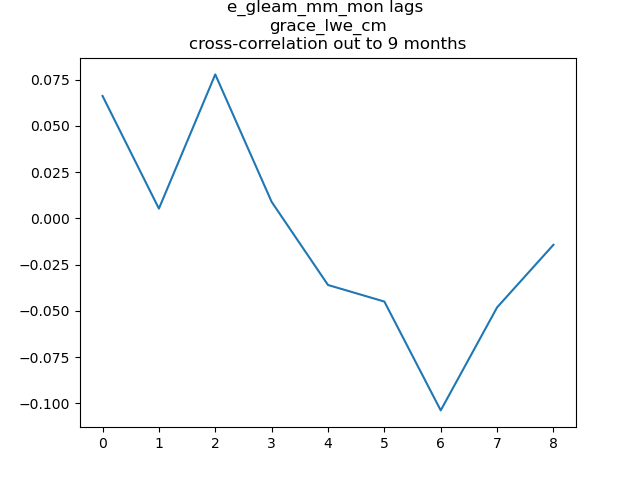 e_gleam_mm_mon lags
grace_lwe_cm
cross-correlation out to 9 months
0.075
0.050
0.025
0.000
−0.025
−0.050
−0.075
−0.100
0 1 2 3 4 5 6 7 8